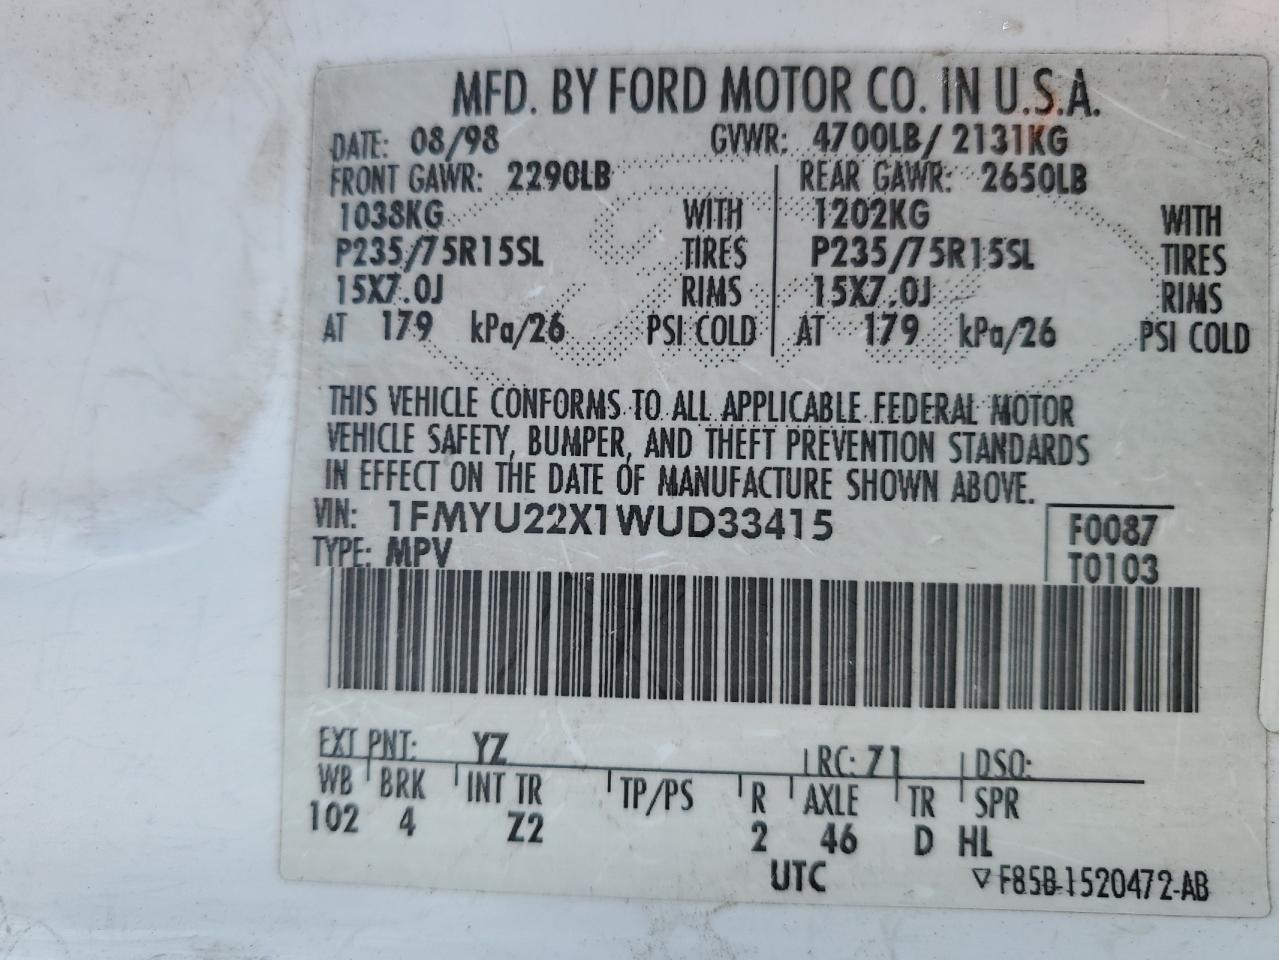 MFD. BY FORD MOTOR CO. IN U.S.A.
DATE: 08/98 GVWR: 4700LB/ 2131KG
FRONT GAWR: 2290LB REAR GAWR: 2650LB
1038KG WITH 1202KG WITH
P235/75R15SL TIRES P235/75R15SL TIRES
15X7.0J RIMS 15X7.0J RIMS
AT 179 kPa/26 PSI COLD AT 179 kPa/26 PSI COLD
THIS VEHICLE CONFORMS TO ALL APPLICABLE FEDERAL MOTOR
VEHICLE SAFETY, BUMPER, AND THEFT PREVENTION STANDARDS
IN EFFECT ON THE DATE OF MANUFACTURE SHOWN ABOVE.
VIN: 1FMYU22X1WUD33415 F0087
TYPE: MPV T0103
EXT PNT: YZ RC: 71 DSO:
WB BRK INT TR TP/PS R AXLE TR SPR
102 4 Z2 2 46 D HL
UTC ▽ F85B-1520472-AB